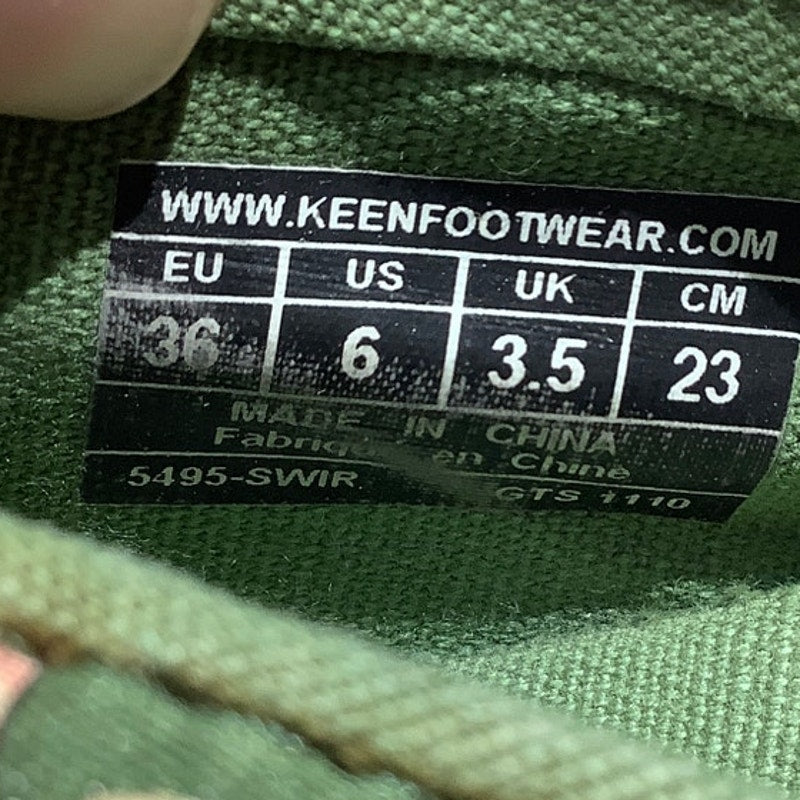 WWW.KEENFOOTWEAR.COM
EU US UK CM
36 6 3.5 23
MADE IN CHINA
en Chine
5495-SWIR GTS 1110